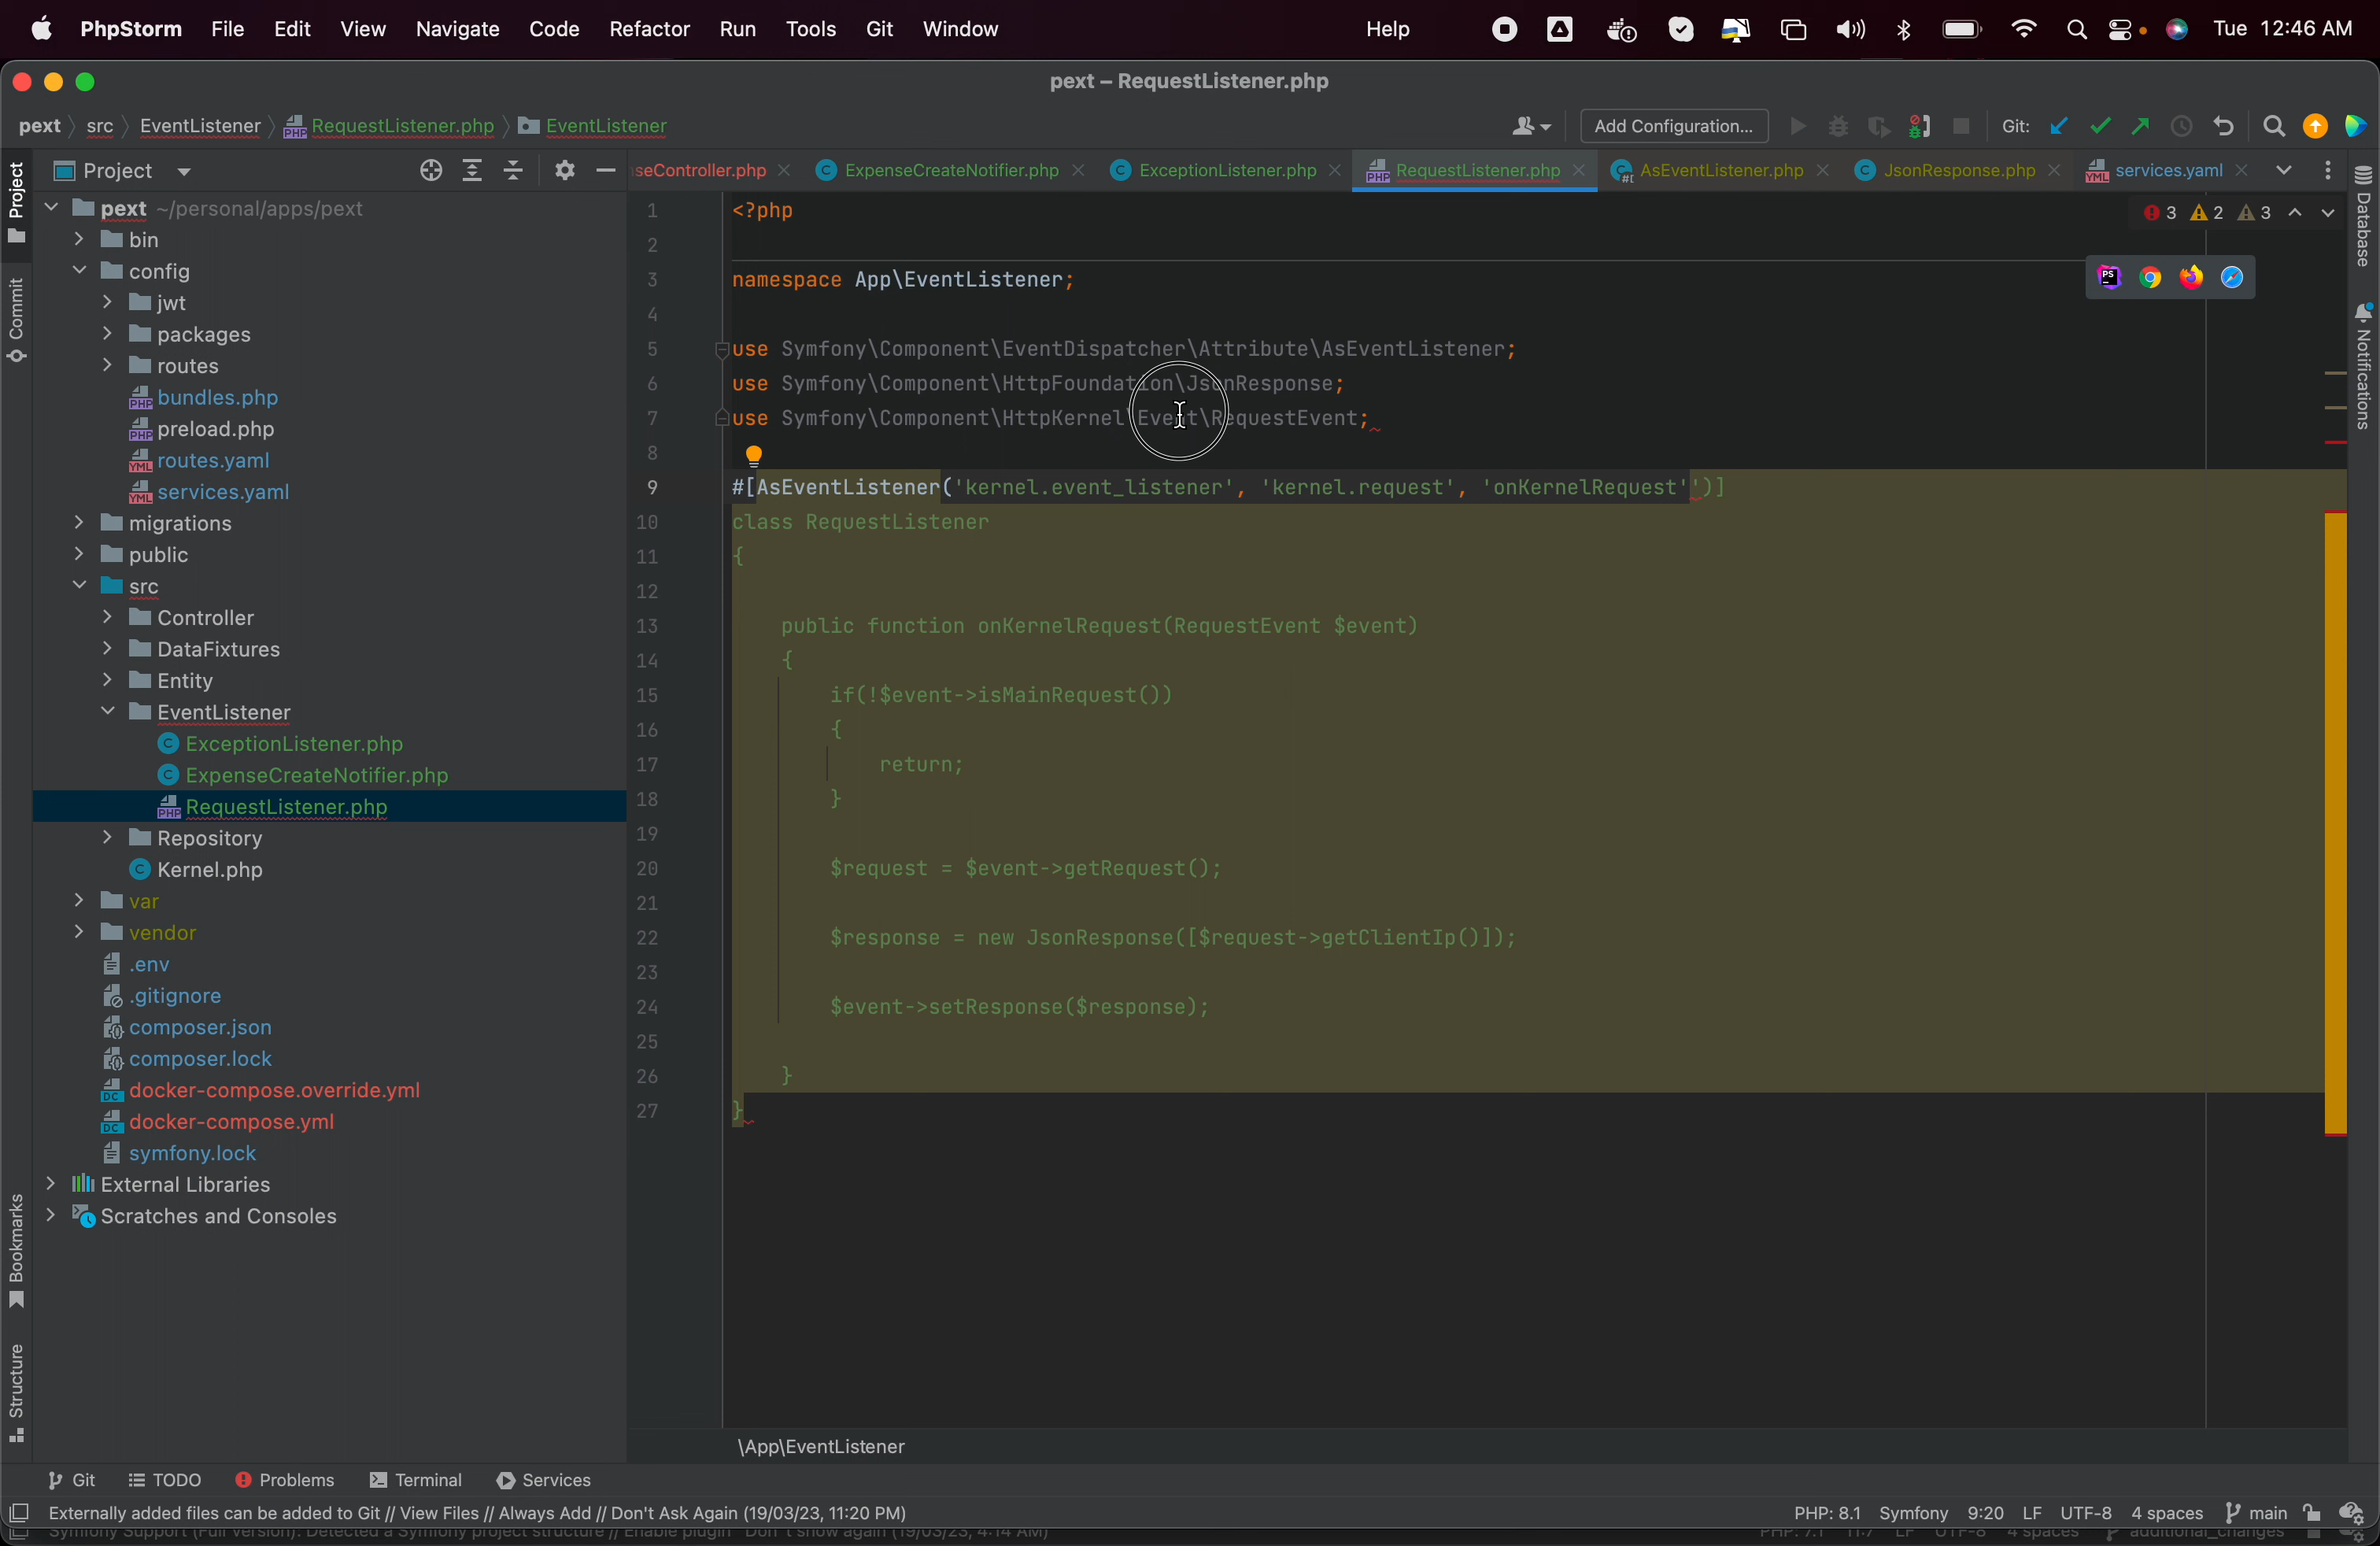 PhpStorm File Edit View Navigate Code Refactor Run Tools Git Window Help Tue 12:46 AM
pext – RequestListener.php
pext src EventListener RequestListener.php EventListener Add Configuration... Git:
Project seController.php ExpenseCreateNotifier.php ExceptionListener.php RequestListener.php AsEventListener.php JsonResponse.php services.yaml
Project
Commit
Bookmarks
Structure
Database
Notifications
pext ~/personal/apps/pext
bin
config
jwt
packages
routes
bundles.php
preload.php
routes.yaml
services.yaml
migrations
public
src
Controller
DataFixtures
Entity
EventListener
ExceptionListener.php
ExpenseCreateNotifier.php
RequestListener.php
Repository
Kernel.php
var
vendor
.env
.gitignore
composer.json
composer.lock
docker-compose.override.yml
docker-compose.yml
symfony.lock
External Libraries
Scratches and Consoles
3 2 3
1 <?php
2
3 namespace App\EventListener;
4
5 use Symfony\Component\EventDispatcher\Attribute\AsEventListener;
6 use Symfony\Component\HttpFoundation\JsonResponse;
7 use Symfony\Component\HttpKernel\Event\RequestEvent;
8
9 #[AsEventListener('kernel.event_listener', 'kernel.request', 'onKernelRequest'')]
10 class RequestListener
11 {
12
13 public function onKernelRequest(RequestEvent $event)
14 {
15 if(!$event->isMainRequest())
16 {
17 return;
18 }
19
20 $request = $event->getRequest();
21
22 $response = new JsonResponse([$request->getClientIp()]);
23
24 $event->setResponse($response);
25
26 }
27 }
\App\EventListener
Git TODO Problems Terminal Services
Externally added files can be added to Git // View Files // Always Add // Don't Ask Again (19/03/23, 11:20 PM) PHP: 8.1 Symfony 9:20 LF UTF-8 4 spaces main